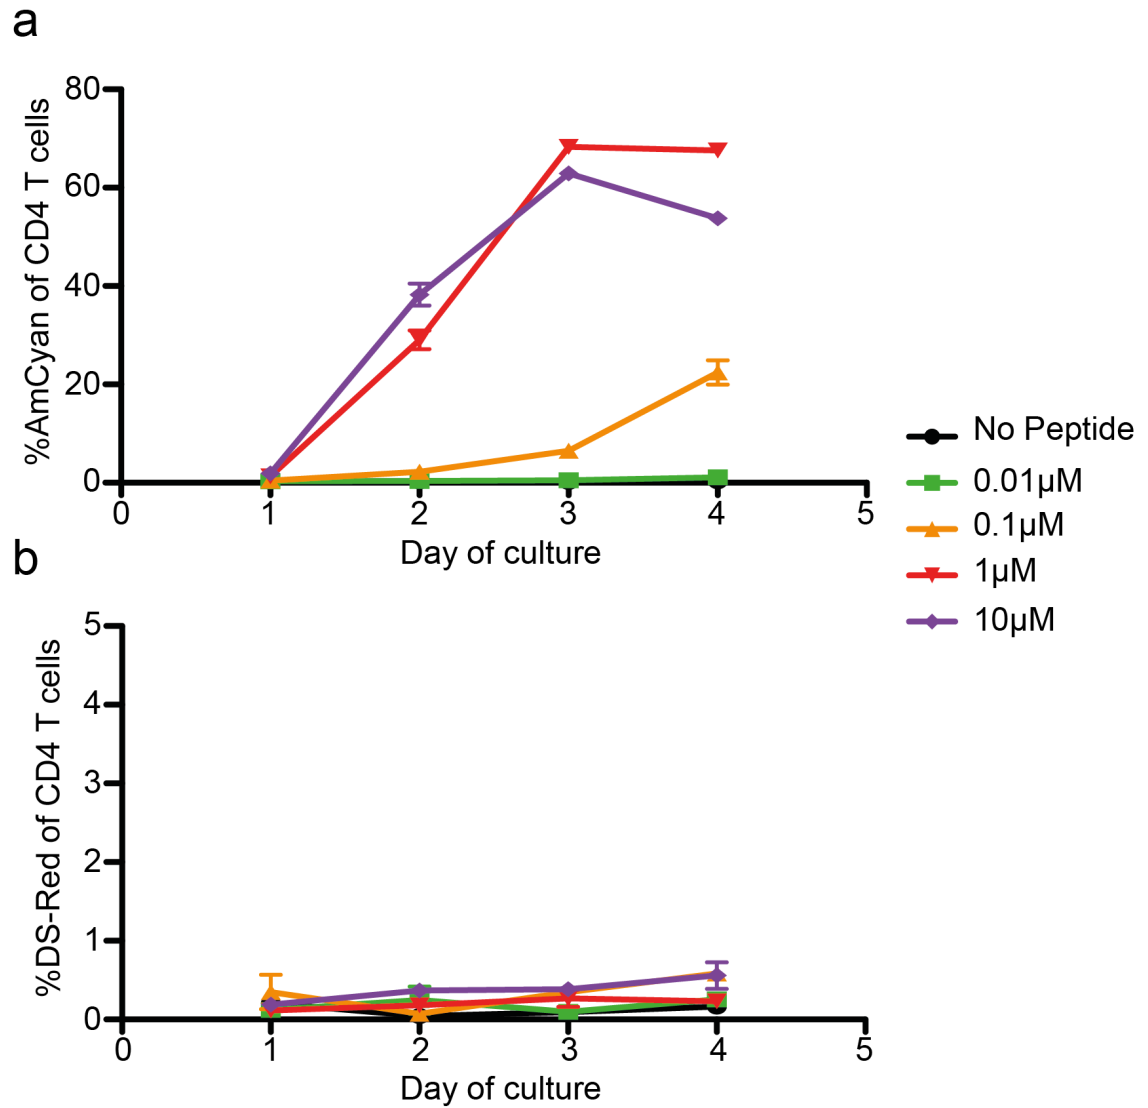 a
%AmCyan of CD4 T cells
80
60
40
20
0
0 1 2 3 4 5
Day of culture
No Peptide
0.01µM
0.1µM
1µM
10µM
b
%DS-Red of CD4 T cells
5
4
3
2
1
0
0 1 2 3 4 5
Day of culture